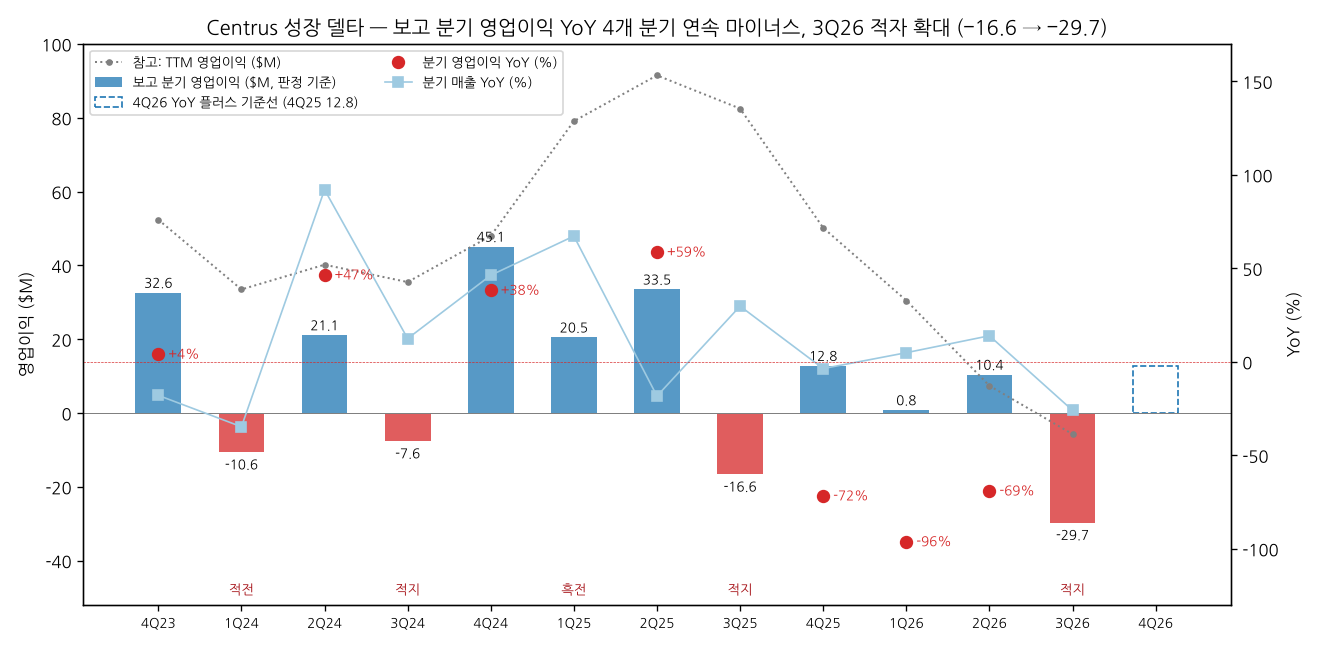 Centrus 성장 델타 — 보고 분기 영업이익 YoY 4개 분기 연속 마이너스, 3Q26 적자 확대 (−16.6 → −29.7)
참고: TTM 영업이익 ($M)
보고 분기 영업이익 ($M, 판정 기준)
4Q26 YoY 플러스 기준선 (4Q25 12.8)
분기 영업이익 YoY (%)
분기 매출 YoY (%)
영업이익 ($M)
100
80
60
40
20
0
-20
-40
YoY (%)
150
100
50
0
-50
-100
32.6
-10.6
21.1
-7.6
45.1
20.5
33.5
-16.6
12.8
0.8
10.4
-29.7
+4%
+47%
+38%
+59%
-72%
-96%
-69%
적전
적지
흑전
적지
적지
4Q23
1Q24
2Q24
3Q24
4Q24
1Q25
2Q25
3Q25
4Q25
1Q26
2Q26
3Q26
4Q26